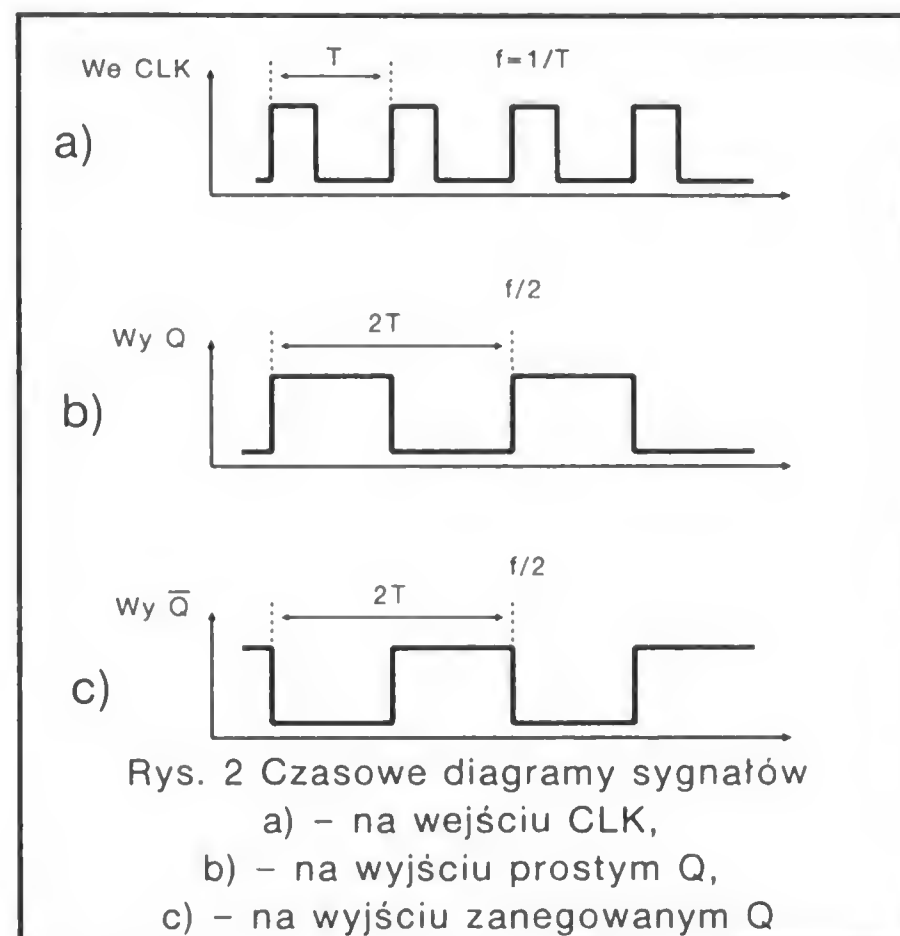 We CLK
T
f=1/T
a)
f/2
2T
Wy Q
b)
f/2
2T
Wy Q̅
c)
Rys. 2 Czasowe diagramy sygnałów
a) – na wejściu CLK,
b) – na wyjściu prostym Q,
c) – na wyjściu zanegowanym Q